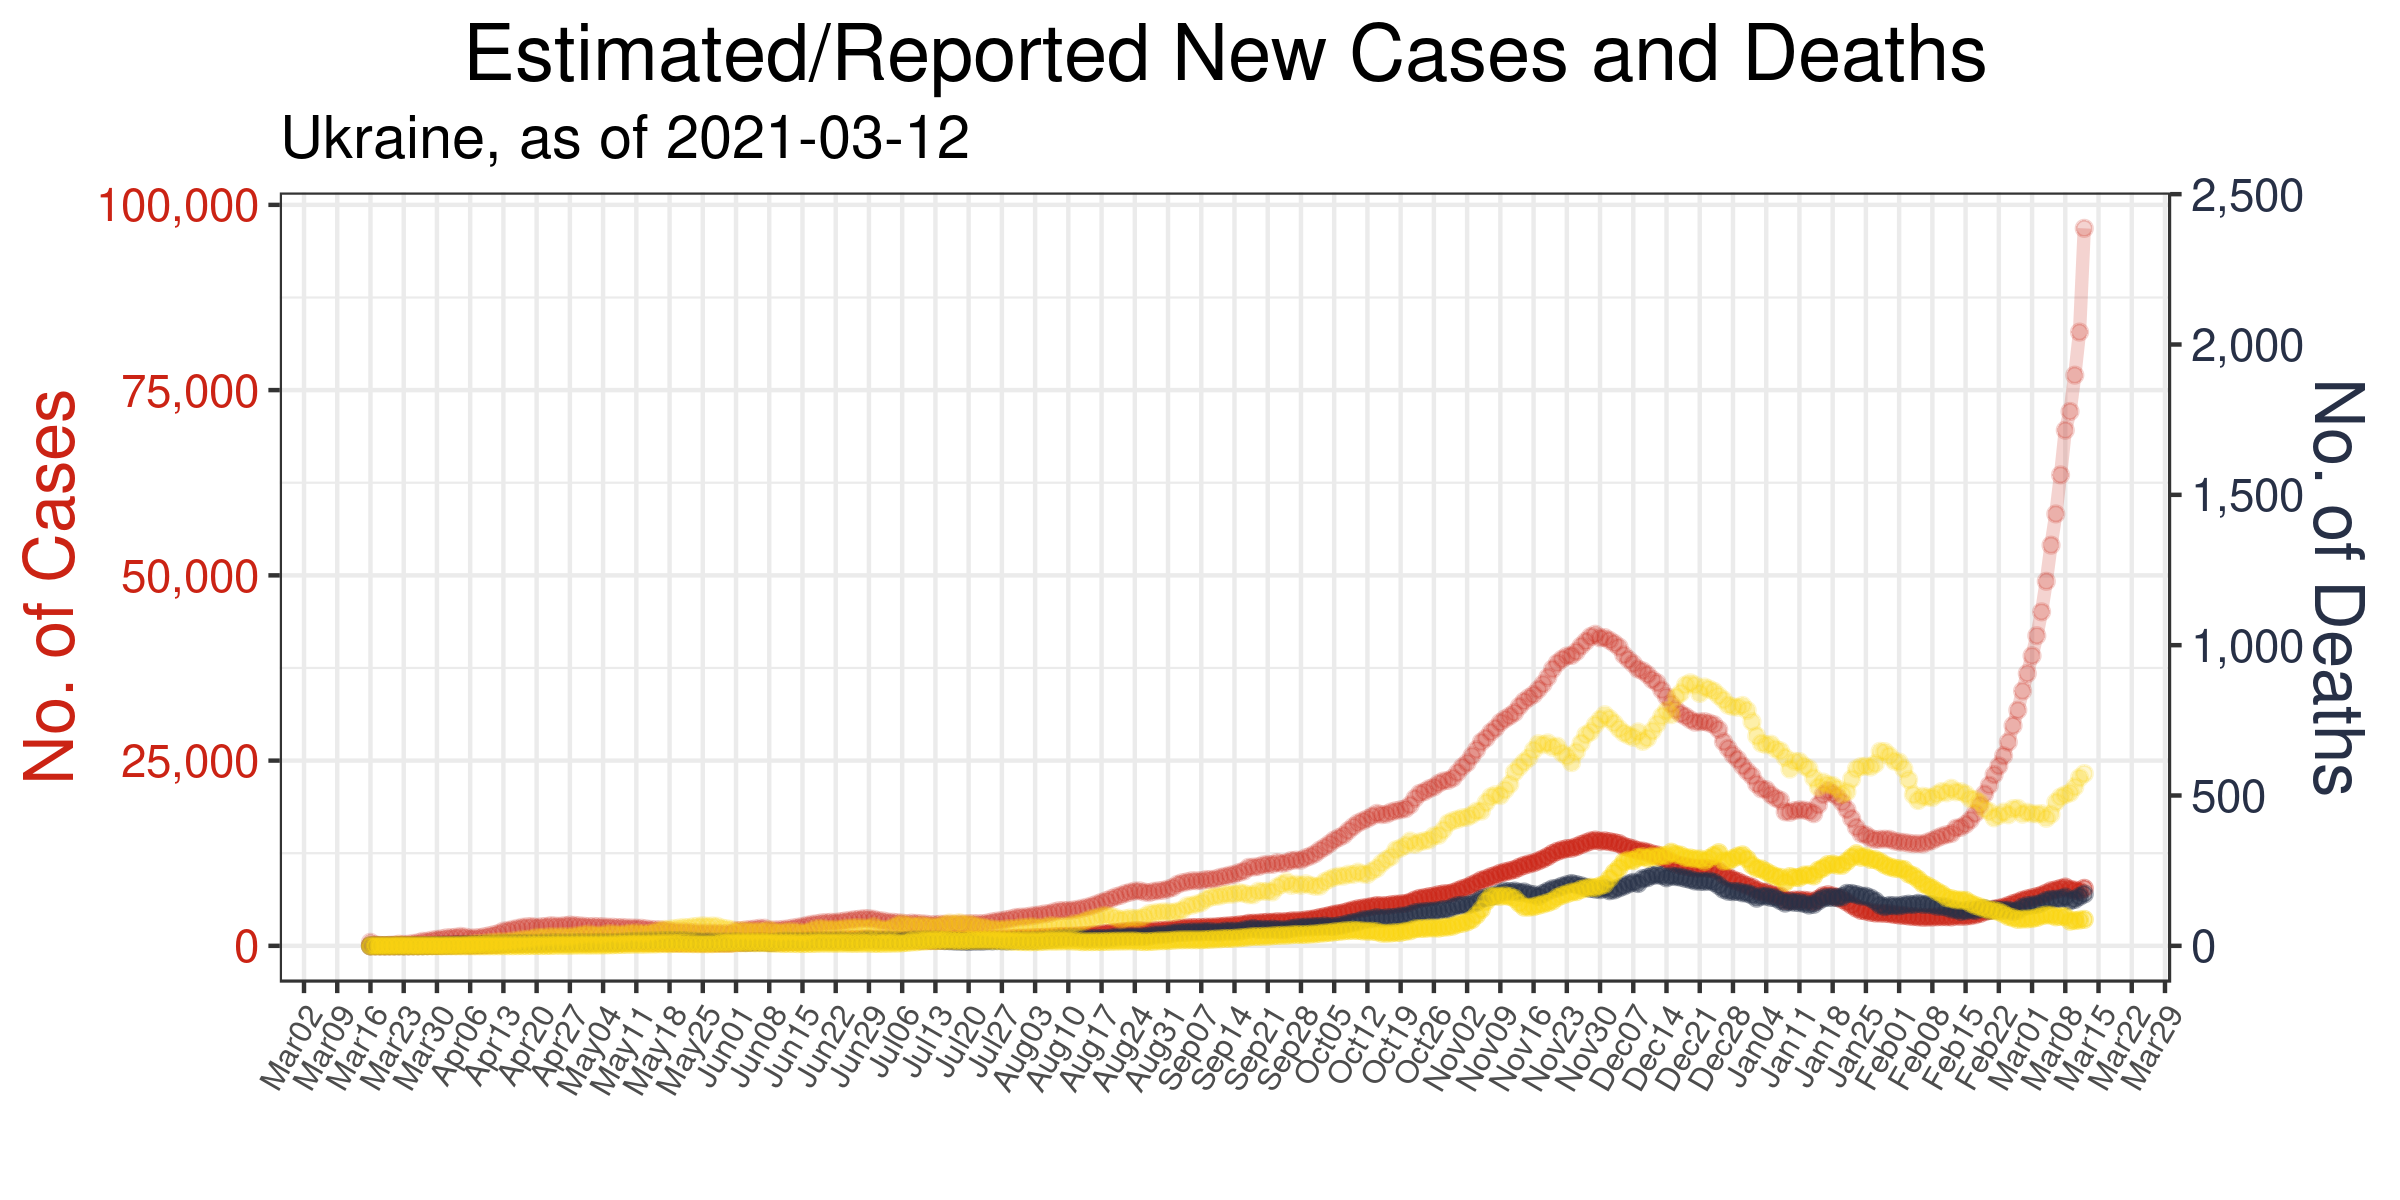 Estimated/Reported New Cases and Deaths
Ukraine, as of 2021-03-12
No. of Cases
100,000
75,000
50,000
25,000
0
2,500
2,000
1,500
1,000
500
0
No. of Deaths
Mar02
Mar09
Mar16
Mar23
Mar30
Apr06
Apr13
Apr20
Apr27
May04
May11
May18
May25
Jun01
Jun08
Jun15
Jun22
Jun29
Jul06
Jul13
Jul20
Jul27
Aug03
Aug10
Aug17
Aug24
Aug31
Sep07
Sep14
Sep21
Sep28
Oct05
Oct12
Oct19
Oct26
Nov02
Nov09
Nov16
Nov23
Nov30
Dec07
Dec14
Dec21
Dec28
Jan04
Jan11
Jan18
Jan25
Feb01
Feb08
Feb15
Feb22
Mar01
Mar08
Mar15
Mar22
Mar29